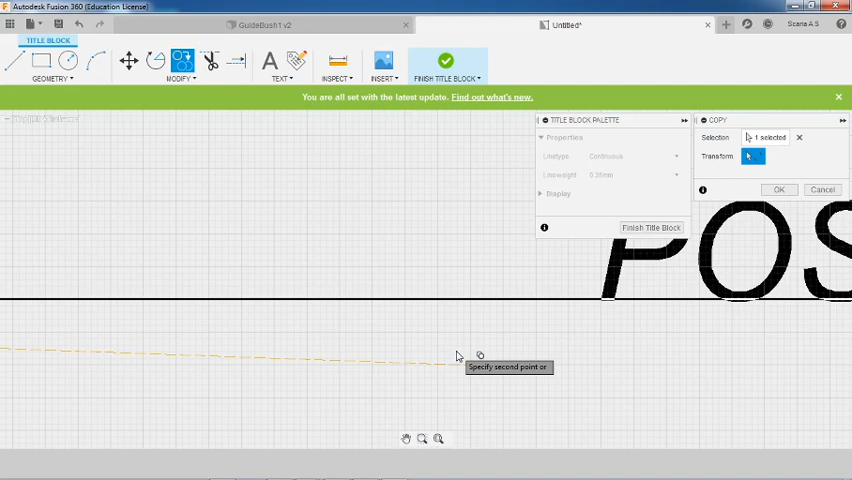 Autodesk Fusion 360 (Education License)
GuideBush1 v2
Untitled*
Scaria A S
TITLE BLOCK
GEOMETRY
MODIFY
TEXT
INSPECT
INSERT
FINISH TITLE BLOCK
You are all set with the latest update. Find out what's new.
TITLE BLOCK PALETTE
COPY
Properties
Selection
1 selected
Linetype
Continuous
Transform
Lineweight
0.35mm
OK
Cancel
Display
Finish Title Block
POS
Specify second point or